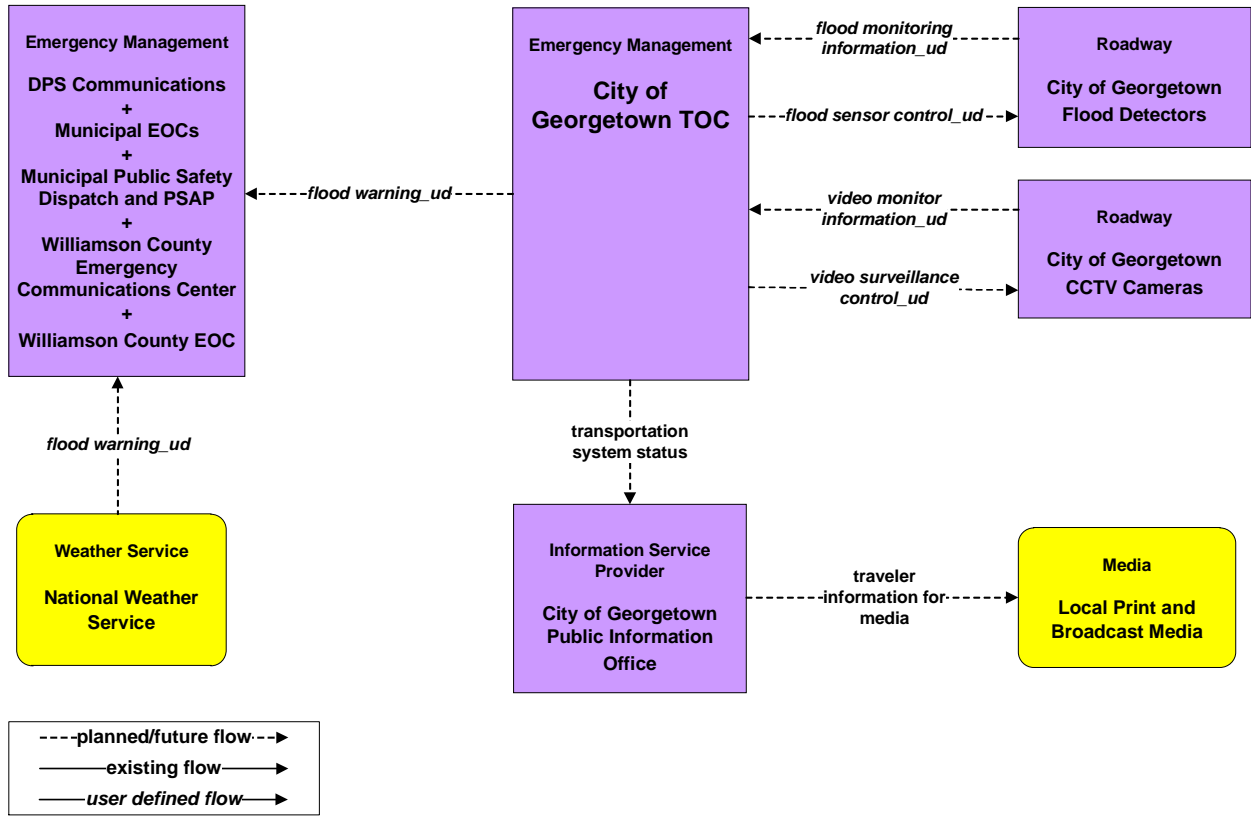 Emergency Management
DPS Communications
+
Municipal EOCs
+
Municipal Public Safety
Dispatch and PSAP
+
Williamson County
Emergency
Communications Center
+
Williamson County EOC
flood warning_ud
Emergency Management
City of
Georgetown TOC
flood monitoring
information_ud
flood sensor control_ud
video monitor
information_ud
video surveillance
control_ud
Roadway
City of Georgetown
Flood Detectors
Roadway
City of Georgetown
CCTV Cameras
flood warning_ud
transportation
system status
Weather Service
National Weather
Service
Information Service
Provider
City of Georgetown
Public Information
Office
traveler
information for
media
Media
Local Print and
Broadcast Media
planned/future flow
existing flow
user defined flow